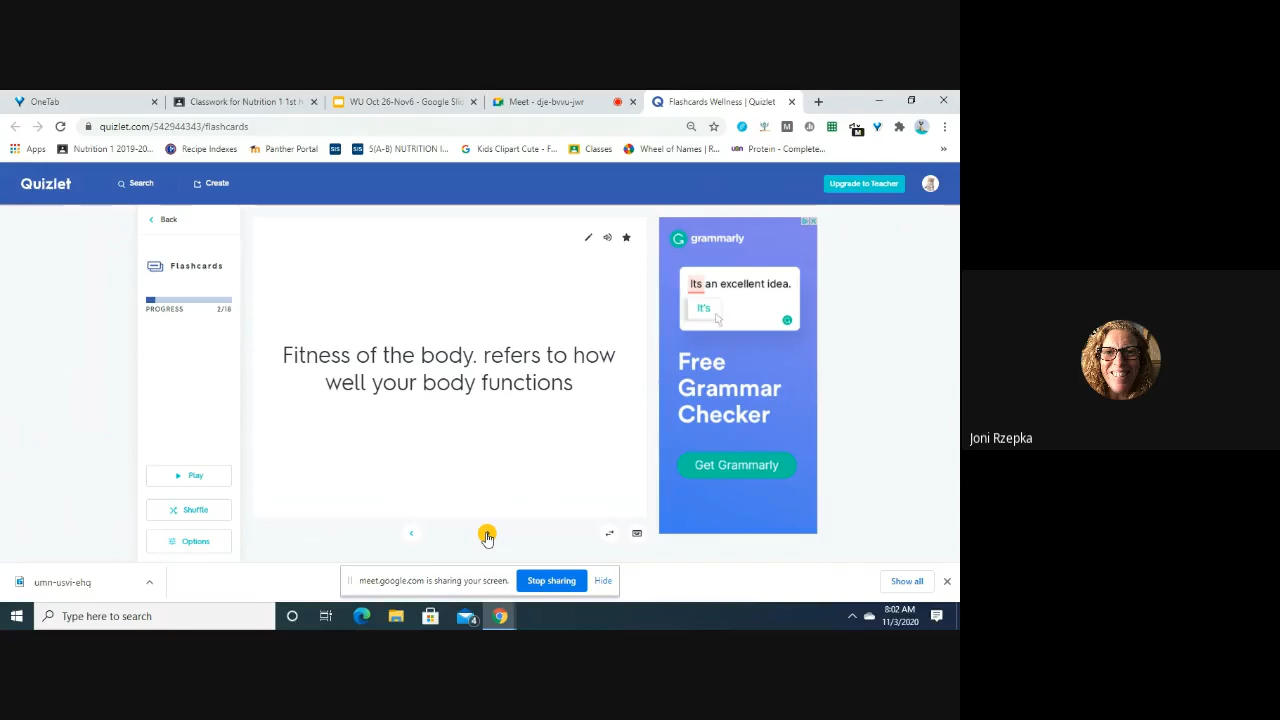 OneTab
Classwork for Nutrition 1 1st h
WU Oct 26-Nov6 - Google Slid
Meet - dje-bvvu-jwr
Flashcards Wellness | Quizlet
quizlet.com/542944343/flashcards
Apps
Nutrition 1 2019-20...
Recipe Indexes
Panther Portal
5(A-B) NUTRITION I...
Kids Clipart Cute - F...
Classes
Wheel of Names | R...
Protein - Complete...
Quizlet
Search
Create
Upgrade to Teacher
Back
Flashcards
PROGRESS 2/18
Play
Shuffle
Options
Fitness of the body. refers to how
well your body functions
grammarly
Its an excellent idea.
It's
Free
Grammar
Checker
Get Grammarly
Joni Rzepka
umn-usvi-ehq
meet.google.com is sharing your screen.
Stop sharing
Hide
Show all
Type here to search
4
8:02 AM
11/3/2020